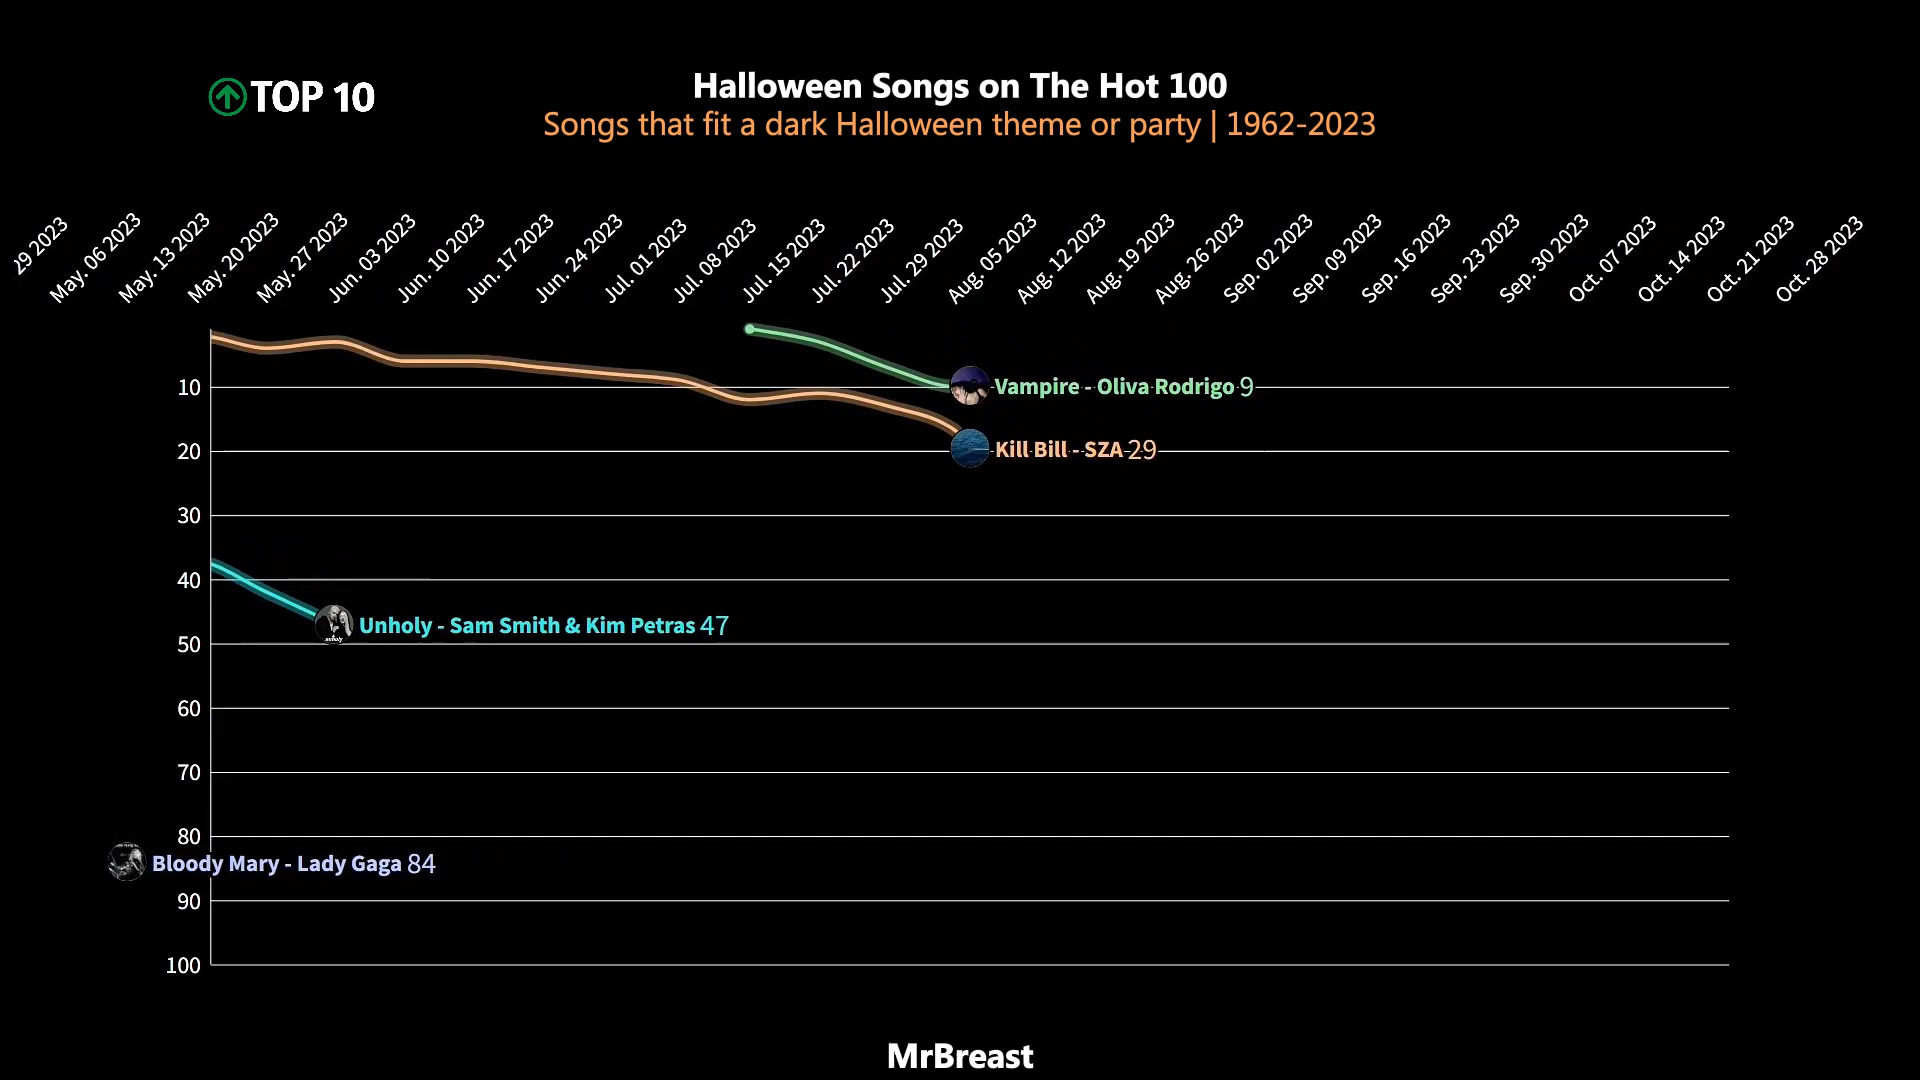 TOP 10
Halloween Songs on The Hot 100
Songs that fit a dark Halloween theme or party | 1962-2023
29 2023
May. 06 2023
May. 13 2023
May. 20 2023
May. 27 2023
Jun. 03 2023
Jun. 10 2023
Jun. 17 2023
Jun. 24 2023
Jul. 01 2023
Jul. 08 2023
Jul. 15 2023
Jul. 22 2023
Jul. 29 2023
Aug. 05 2023
Aug. 12 2023
Aug. 19 2023
Aug. 26 2023
Sep. 02 2023
Sep. 09 2023
Sep. 16 2023
Sep. 23 2023
Sep. 30 2023
Oct. 07 2023
Oct. 14 2023
Oct. 21 2023
Oct. 28 2023
10
Vampire - Oliva Rodrigo 9
20
Kill Bill - SZA 29
30
40
Unholy - Sam Smith & Kim Petras 47
50
60
70
80
Bloody Mary - Lady Gaga 84
90
100
MrBreast